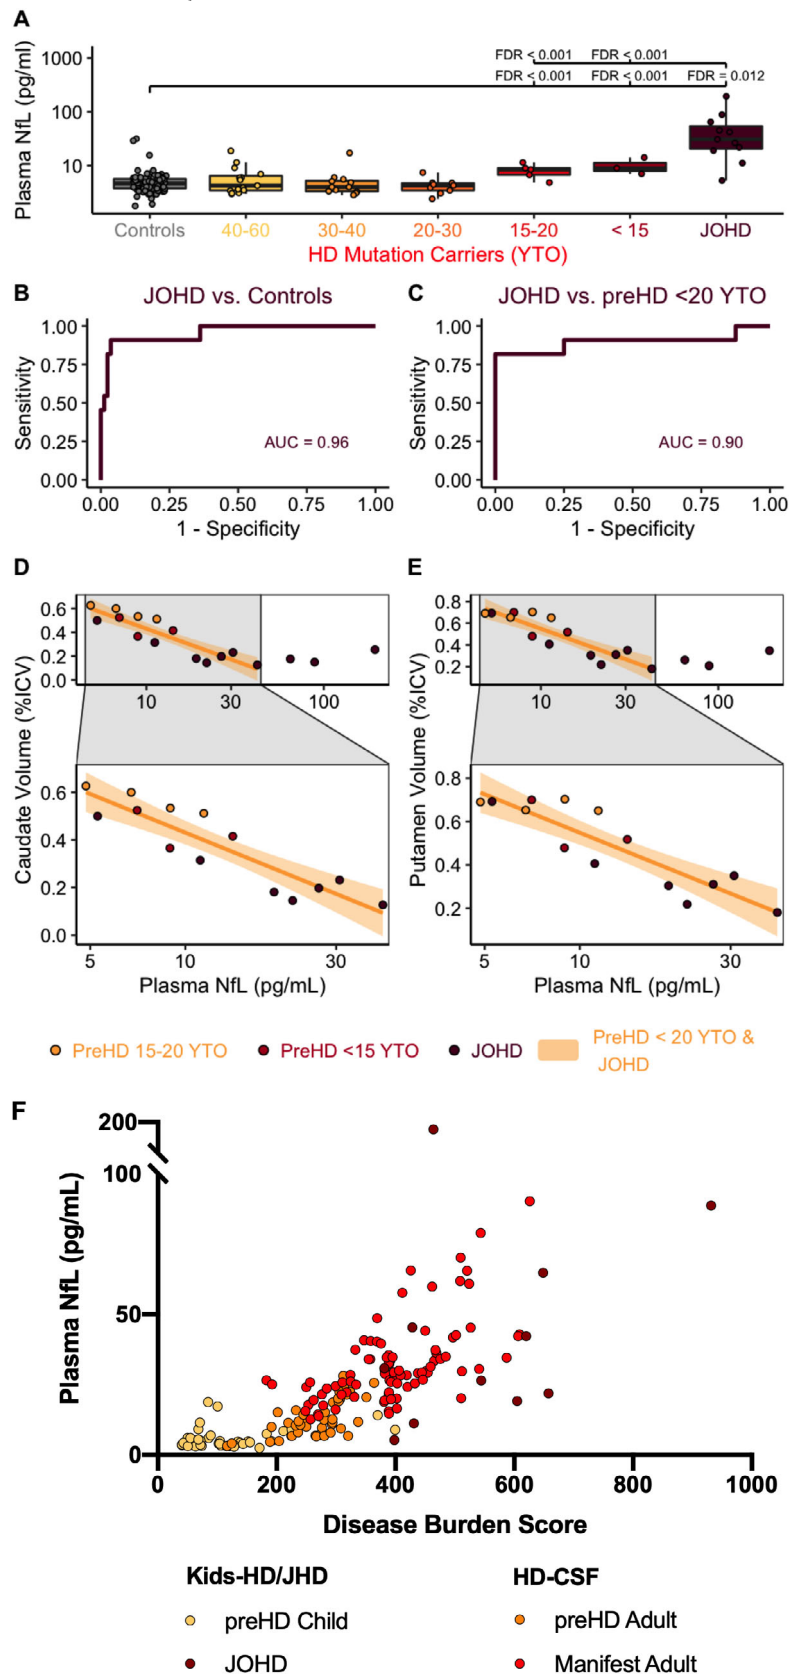 A
FDR < 0.001 FDR < 0.001
FDR < 0.001 FDR < 0.001 FDR = 0.012
Plasma NfL (pg/ml)
1000
100
10
Controls 40-60 30-40 20-30 15-20 < 15 JOHD
HD Mutation Carriers (YTO)
B
JOHD vs. Controls
Sensitivity
1.00
0.75
0.50
0.25
0.00
AUC = 0.96
0.00 0.25 0.50 0.75 1.00
1 - Specificity
C
JOHD vs. preHD <20 YTO
Sensitivity
1.00
0.75
0.50
0.25
0.00
AUC = 0.90
0.00 0.25 0.50 0.75 1.00
1 - Specificity
D
Caudate Volume (%ICV)
0.6
0.4
0.2
0.0
10 30 100
0.6
0.4
0.2
0.0
5 10 30
Plasma NfL (pg/mL)
E
Putamen Volume (%ICV)
0.8
0.6
0.4
0.2
10 30 100
0.8
0.6
0.4
0.2
5 10 30
Plasma NfL (pg/mL)
PreHD 15-20 YTO PreHD <15 YTO JOHD PreHD < 20 YTO &
JOHD
F
Plasma NfL (pg/mL)
200
100
50
0
0 200 400 600 800 1000
Disease Burden Score
Kids-HD/JHD HD-CSF
preHD Child preHD Adult
JOHD Manifest Adult